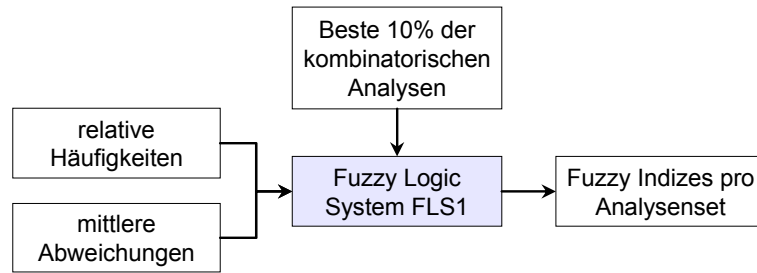 Beste 10% der
kombinatorischen
Analysen
relative
Häufigkeiten
mittlere
Abweichungen
Fuzzy Logic
System FLS1
Fuzzy Indizes pro
Analysenset